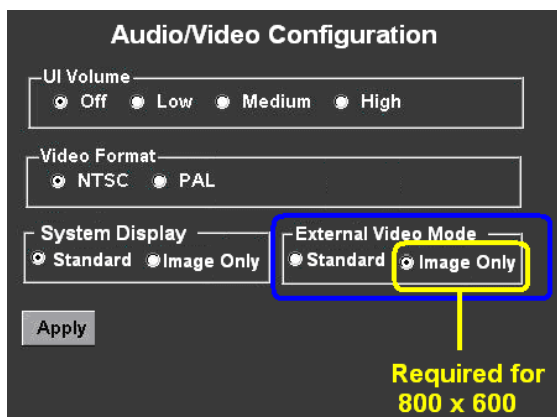 Audio/Video Configuration
UI Volume
Off Low Medium High
Video Format
NTSC PAL
System Display
Standard Image Only
External Video Mode
Standard Image Only
Apply
Required for
800 x 600